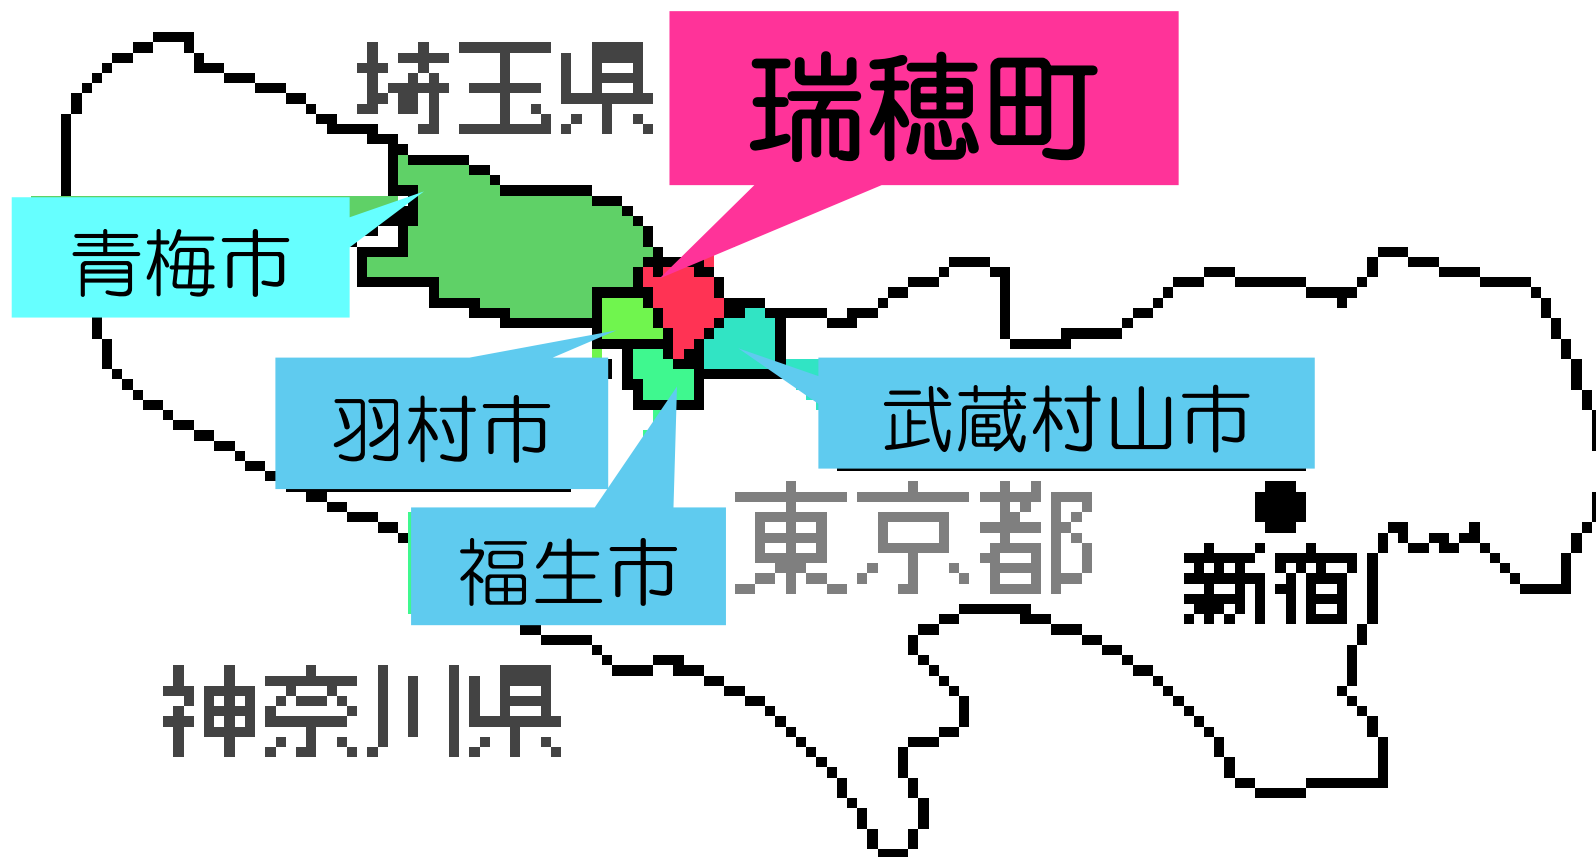 埼玉県
瑞穂町
青梅市
羽村市
武蔵村山市
福生市
東京都
新宿
神奈川県